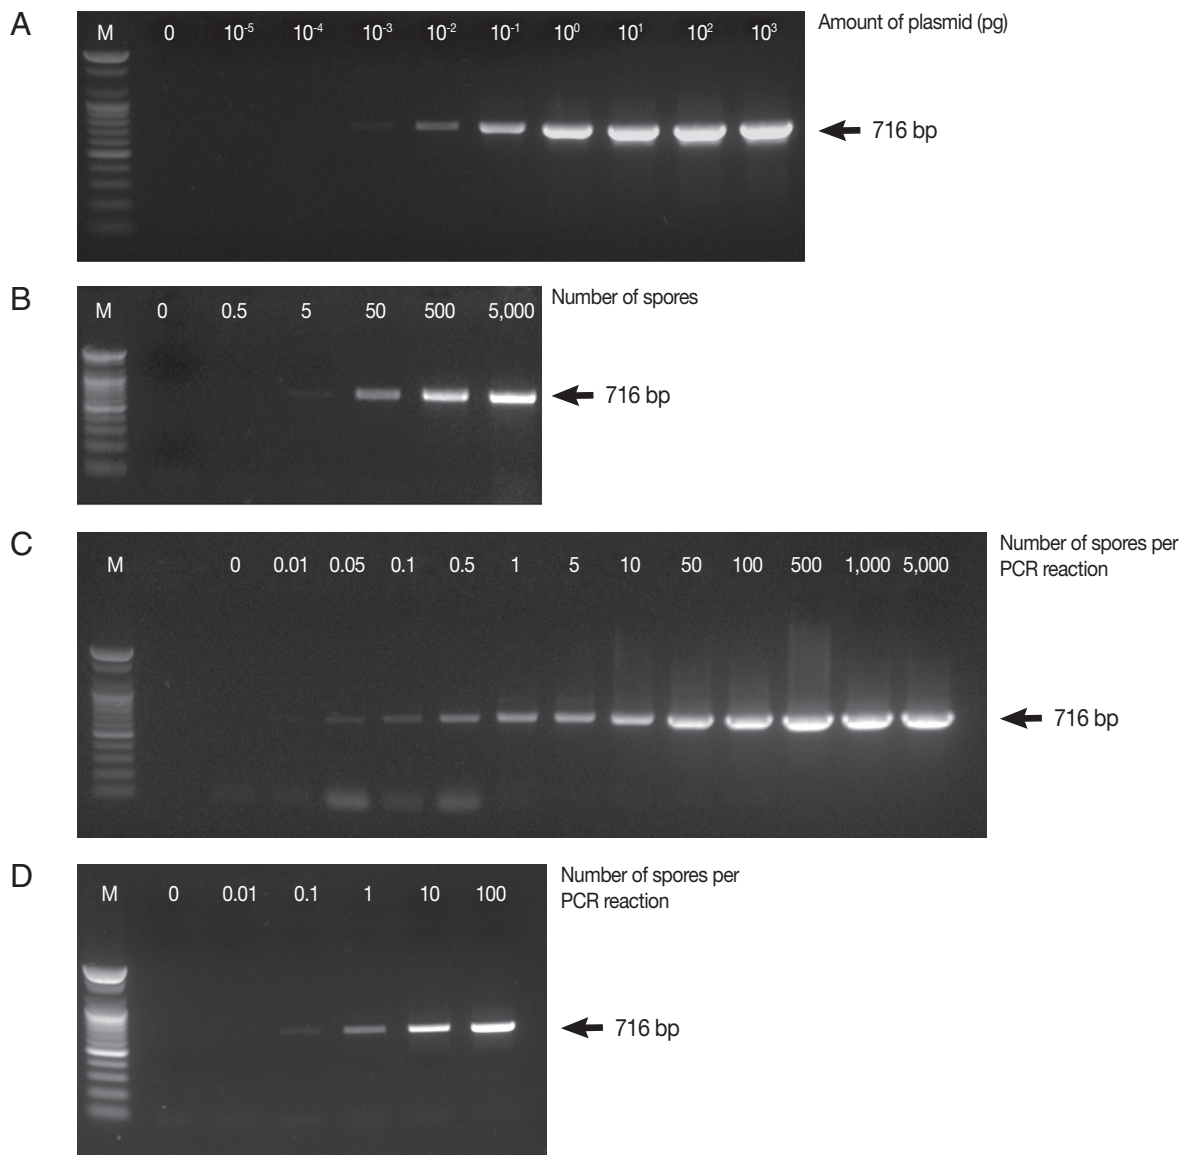 A
M 0 10⁻⁵ 10⁻⁴ 10⁻³ 10⁻² 10⁻¹ 10⁰ 10¹ 10² 10³ Amount of plasmid (pg)
716 bp
B
M 0 0.5 5 50 500 5,000 Number of spores
716 bp
C
M 0 0.01 0.05 0.1 0.5 1 5 10 50 100 500 1,000 5,000 Number of spores per
PCR reaction
716 bp
D
M 0 0.01 0.1 1 10 100 Number of spores per
PCR reaction
716 bp